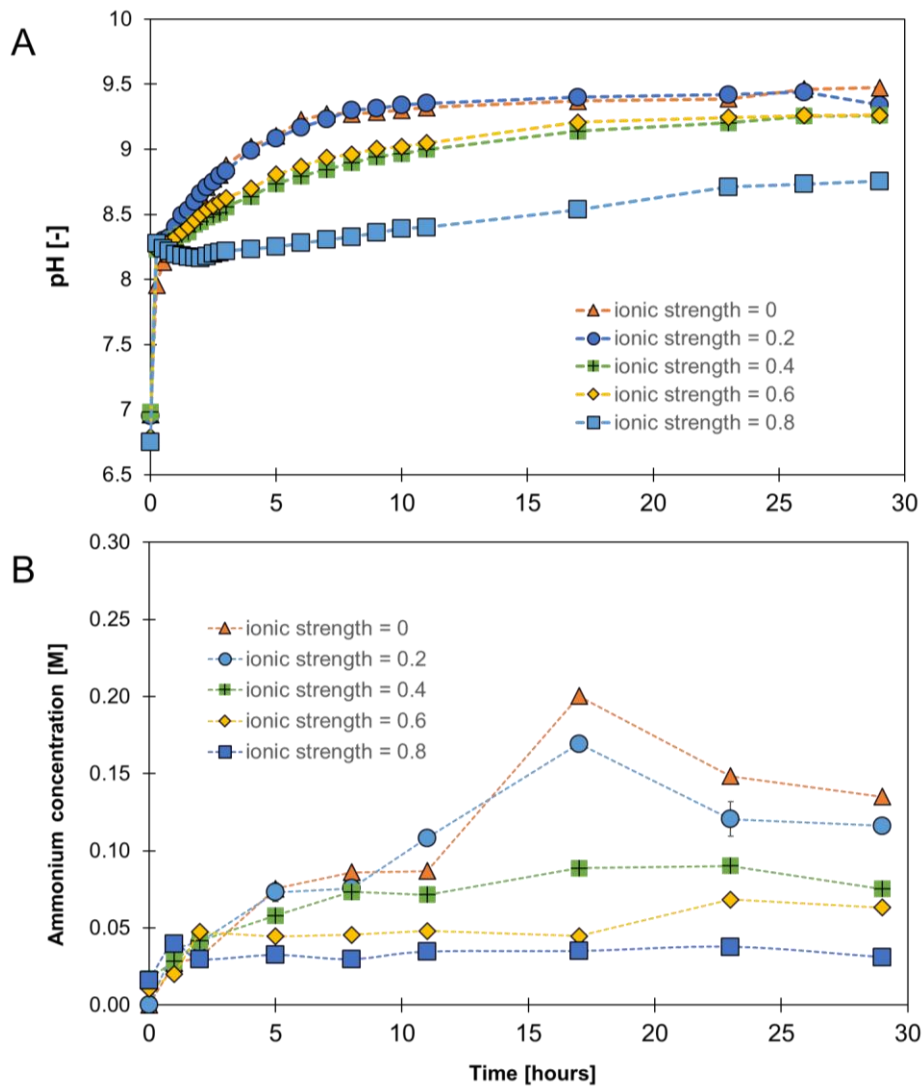 A
10
9.5
9
8.5
8
7.5
7
6.5
pH [-]
ionic strength = 0
ionic strength = 0.2
ionic strength = 0.4
ionic strength = 0.6
ionic strength = 0.8
0 5 10 15 20 25 30
B
0.30
0.25
0.20
0.15
0.10
0.05
0.00
Ammonium concentration [M]
ionic strength = 0
ionic strength = 0.2
ionic strength = 0.4
ionic strength = 0.6
ionic strength = 0.8
0 5 10 15 20 25 30
Time [hours]